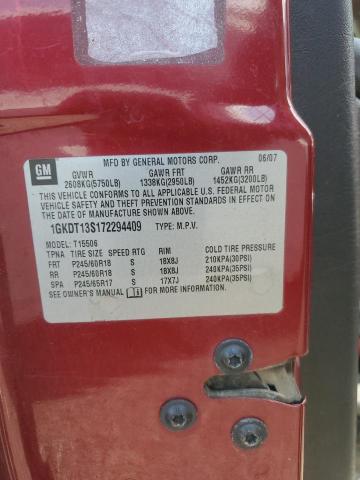 GM
MFD BY GENERAL MOTORS CORP. 06/07
GVWR GAWR FRT GAWR RR
2608KG(5750LB) 1338KG(2950LB) 1452KG(3200LB)
THIS VEHICLE CONFORMS TO ALL APPLICABLE U.S. FEDERAL MOTOR
VEHICLE SAFETY AND THEFT PREVENTION STANDARDS IN EFFECT ON
THE DATE OF MANUFACTURE SHOWN ABOVE.
1GKDT13S172294409 TYPE: M.P.V.
MODEL: T15506
TPNA TIRE SIZE SPEED RTG RIM COLD TIRE PRESSURE
FRT P245/60R18 S 18X8J 210KPA(30PSI)
RR P245/60R18 S 18X8J 240KPA(35PSI)
SPA P245/65R17 S 17X7J 240KPA(35PSI)
SEE OWNER'S MANUAL FOR MORE INFORMATION.